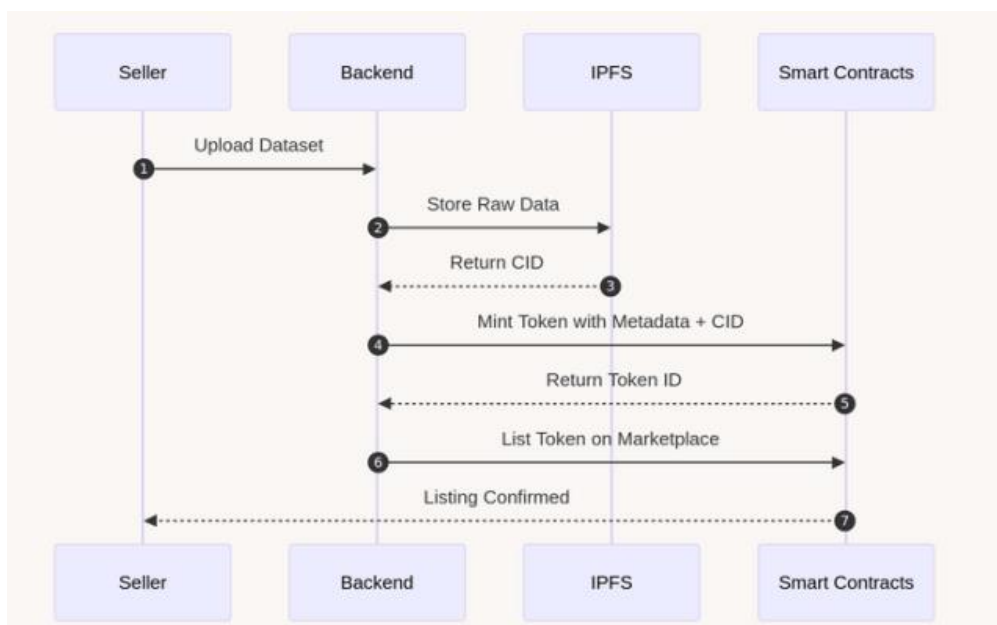 Seller Backend IPFS Smart Contracts
Upload Dataset
1
Store Raw Data
2
Return CID
3
Mint Token with Metadata + CID
4
Return Token ID
5
List Token on Marketplace
6
Listing Confirmed
7
Seller Backend IPFS Smart Contracts